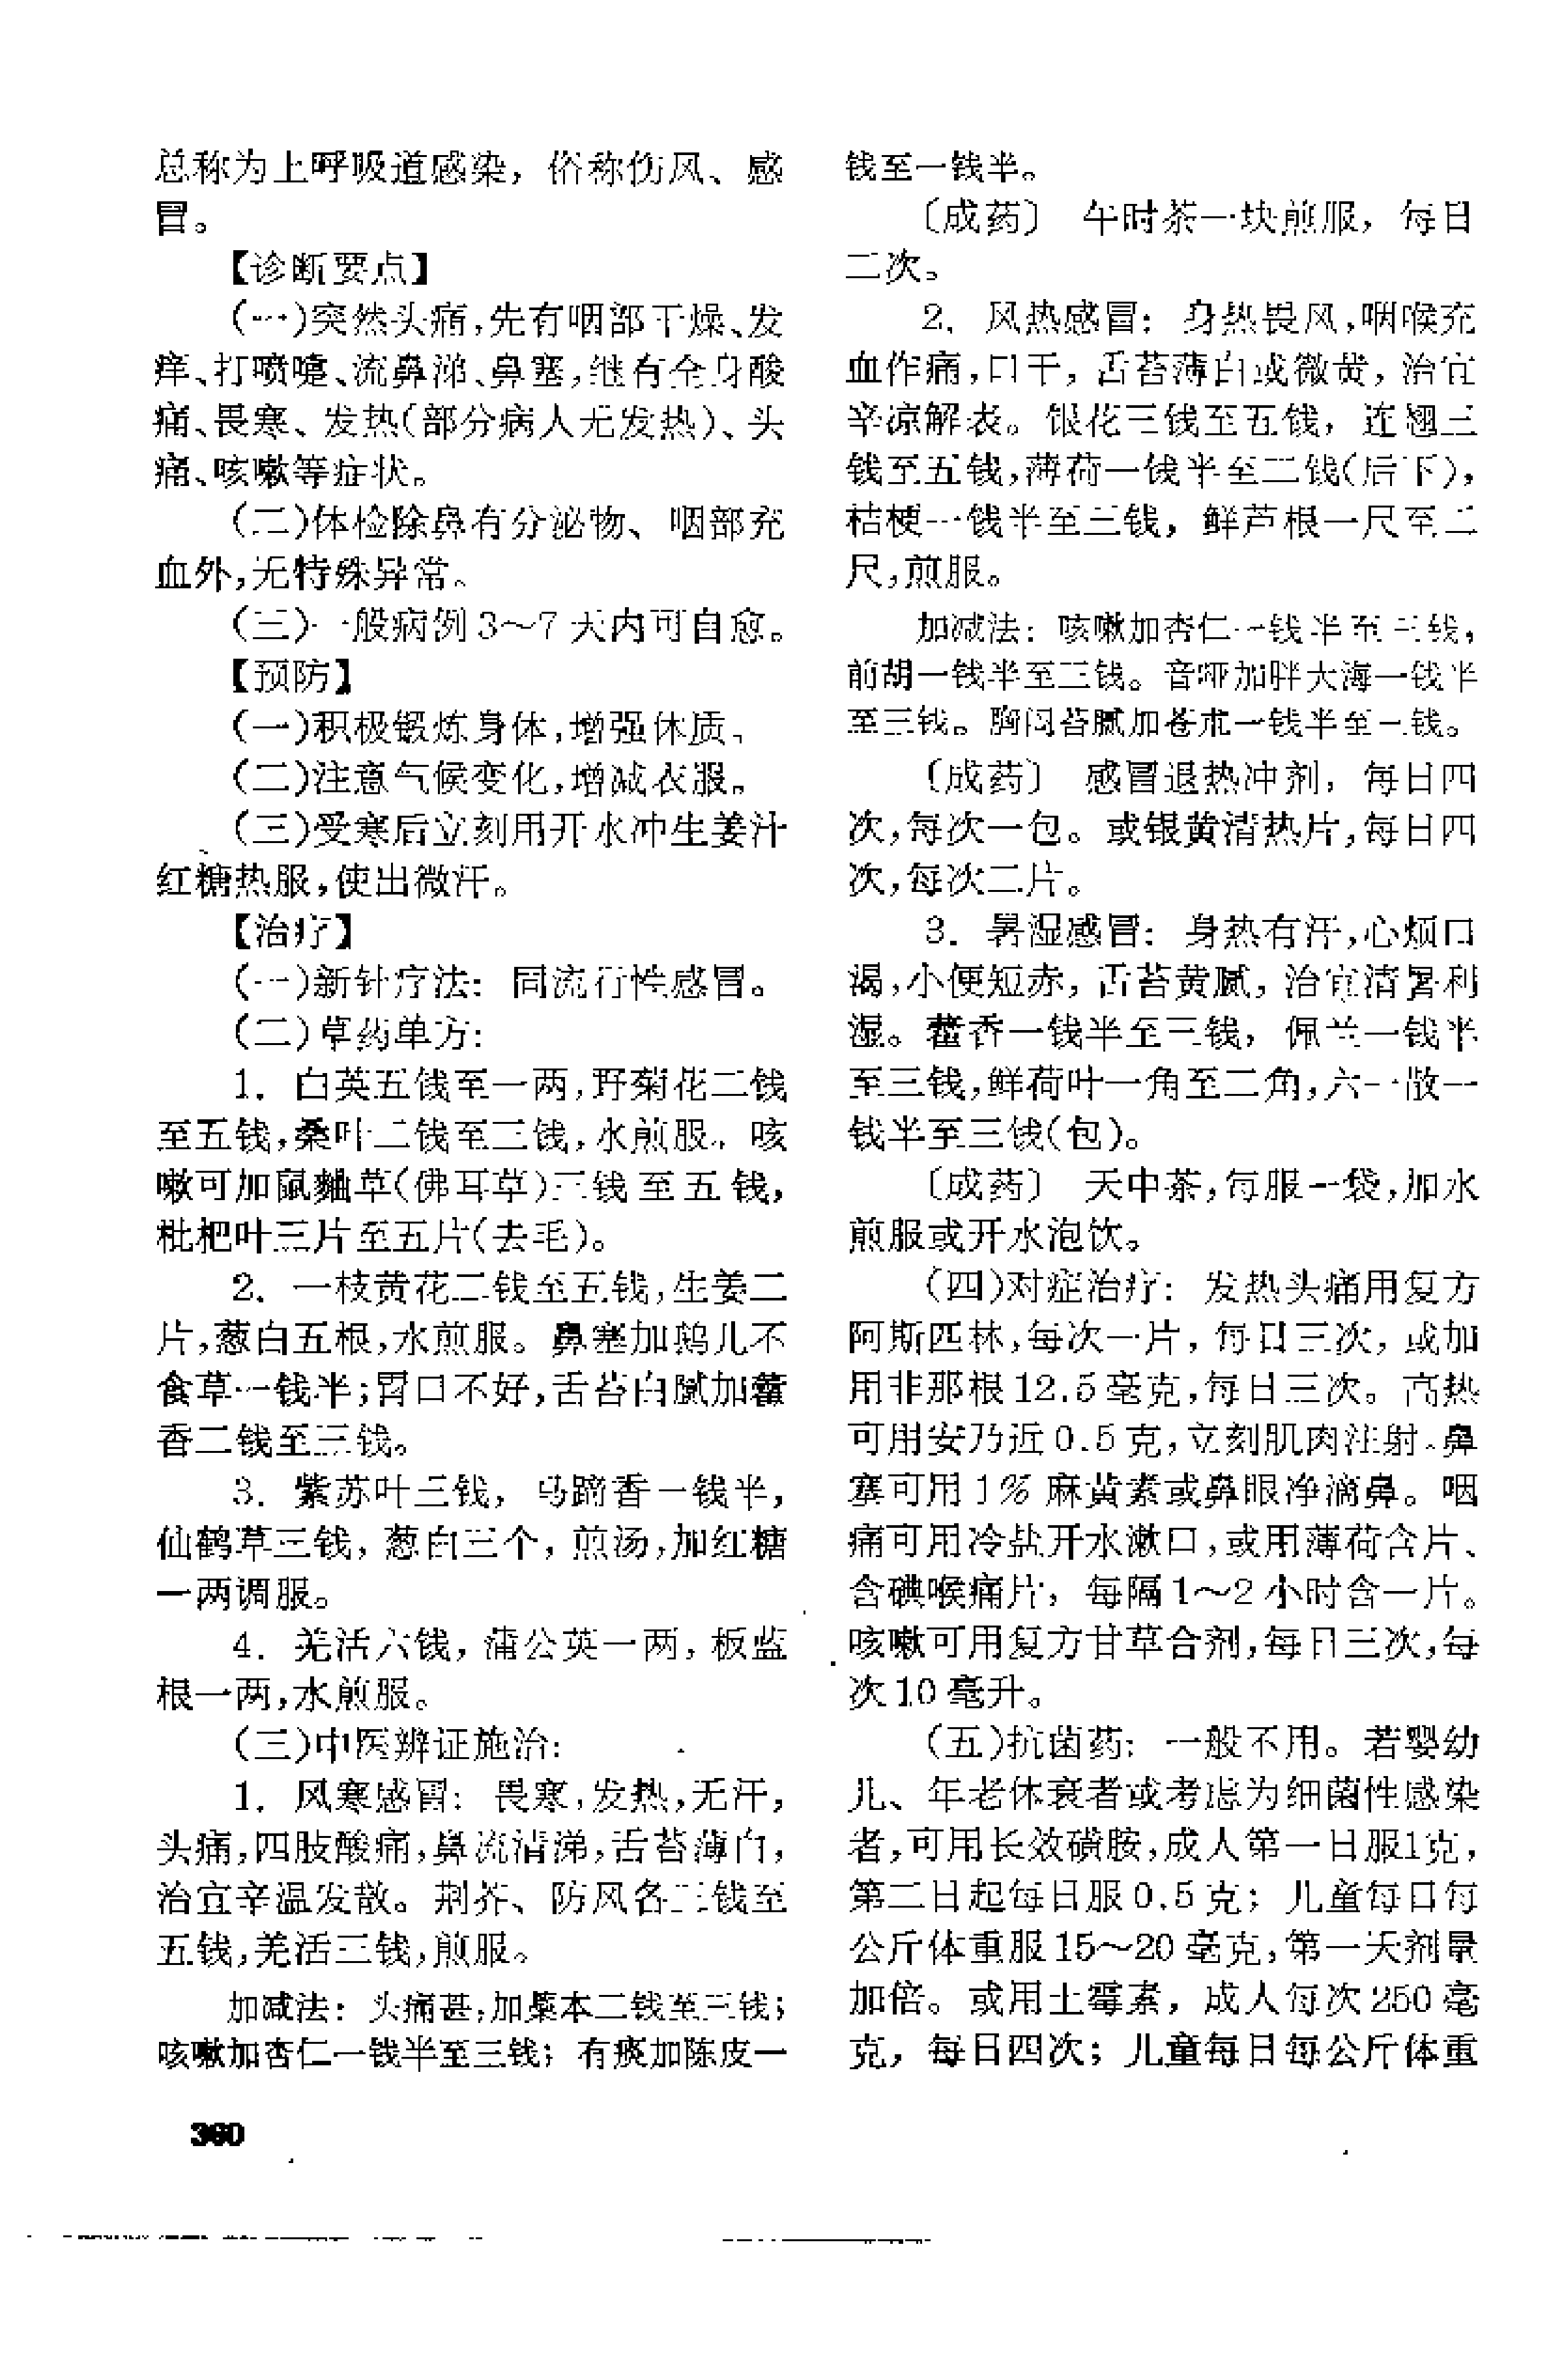 总称为上呼吸道感染，俗称伤风、感
冒。
【诊断要点】
(一)突然头痛,先有咽部干燥、发
痒、打喷嚏、流鼻涕、鼻塞,继有全身酸
痛、畏寒、发热(部分病人无发热)、头
痛、咳嗽等症状。
(二)体检除鼻有分泌物、咽部充
血外,无特殊异常。
(三)一般病例3～7天内可自愈。
【预防】
(一)积极锻炼身体,增强体质。
(二)注意气候变化,增减衣服。
(三)受寒后立刻用开水冲生姜汁
红糖热服,使出微汗。
【治疗】
(一)新针疗法：同流行性感冒。
(二)草药单方：
1．白英五钱至一两,野菊花二钱
至五钱,桑叶二钱至三钱,水煎服。咳
嗽可加鼠麯草(佛耳草)三钱至五钱，
枇杷叶三片至五片(去毛)。
2．一枝黄花二钱至五钱,生姜二
片,葱白五根,水煎服。鼻塞加鹅儿不
食草一钱半;胃口不好,舌苔白腻加藿
香二钱至三钱。
3．紫苏叶三钱，马蹄香一钱半，
仙鹤草三钱，葱白三个，煎汤,加红糖
一两调服。
4．羌活六钱，蒲公英一两，板蓝
根一两,水煎服。
(三)中医辨证施治：
1．风寒感冒：畏寒,发热,无汗，
头痛,四肢酸痛,鼻流清涕,舌苔薄白，
治宜辛温发散。荆芥、防风各三钱至
五钱,羌活三钱,煎服。
加减法：头痛甚,加藁本二钱至三钱；
咳嗽加杏仁一钱半至三钱；有痰加陈皮一
钱至一钱半。
〔成药〕 午时茶一块煎服，每日
二次。
2．风热感冒：身热畏风,咽喉充
血作痛,口干，舌苔薄白或微黄，治宜
辛凉解表。银花三钱至五钱，连翘三
钱至五钱,薄荷一钱半至二钱(后下)，
桔梗一钱半至三钱，鲜芦根一尺至二
尺,煎服。
加减法：咳嗽加杏仁一钱半至三钱，
前胡一钱半至三钱。音哑加胖大海一钱半
至三钱。胸闷苔腻加苍朮一钱半至二钱。
〔成药〕 感冒退热冲剂，每日四
次,每次一包。或银黄清热片,每日四
次,每次二片。
3．暑湿感冒：身热有汗,心烦口
渴,小便短赤，舌苔黄腻，治宜清暑利
湿。藿香一钱半至三钱，佩兰一钱半
至三钱,鲜荷叶一角至二角,六一散一
钱半至三钱(包)。
〔成药〕 天中茶,每服一袋,加水
煎服或开水泡饮。
(四)对症治疗：发热头痛用复方
阿斯匹林,每次一片，每日三次，或加
用非那根12.5毫克,每日三次。高热
可用安乃近0.5克,立刻肌肉注射。鼻
塞可用1％麻黄素或鼻眼净滴鼻。咽
痛可用冷盐开水漱口,或用薄荷含片、
含碘喉痛片，每隔1～2小时含一片。
咳嗽可用复方甘草合剂,每日三次,每
次10毫升。
(五)抗菌药：一般不用。若婴幼
儿、年老体衰者或考虑为细菌性感染
者,可用长效磺胺,成人第一日服1克，
第二日起每日服0.5克；儿童每日每
公斤体重服15～20毫克,第一天剂量
加倍。或用土霉素，成人每次250毫
克，每日四次；儿童每日每公斤体重
360